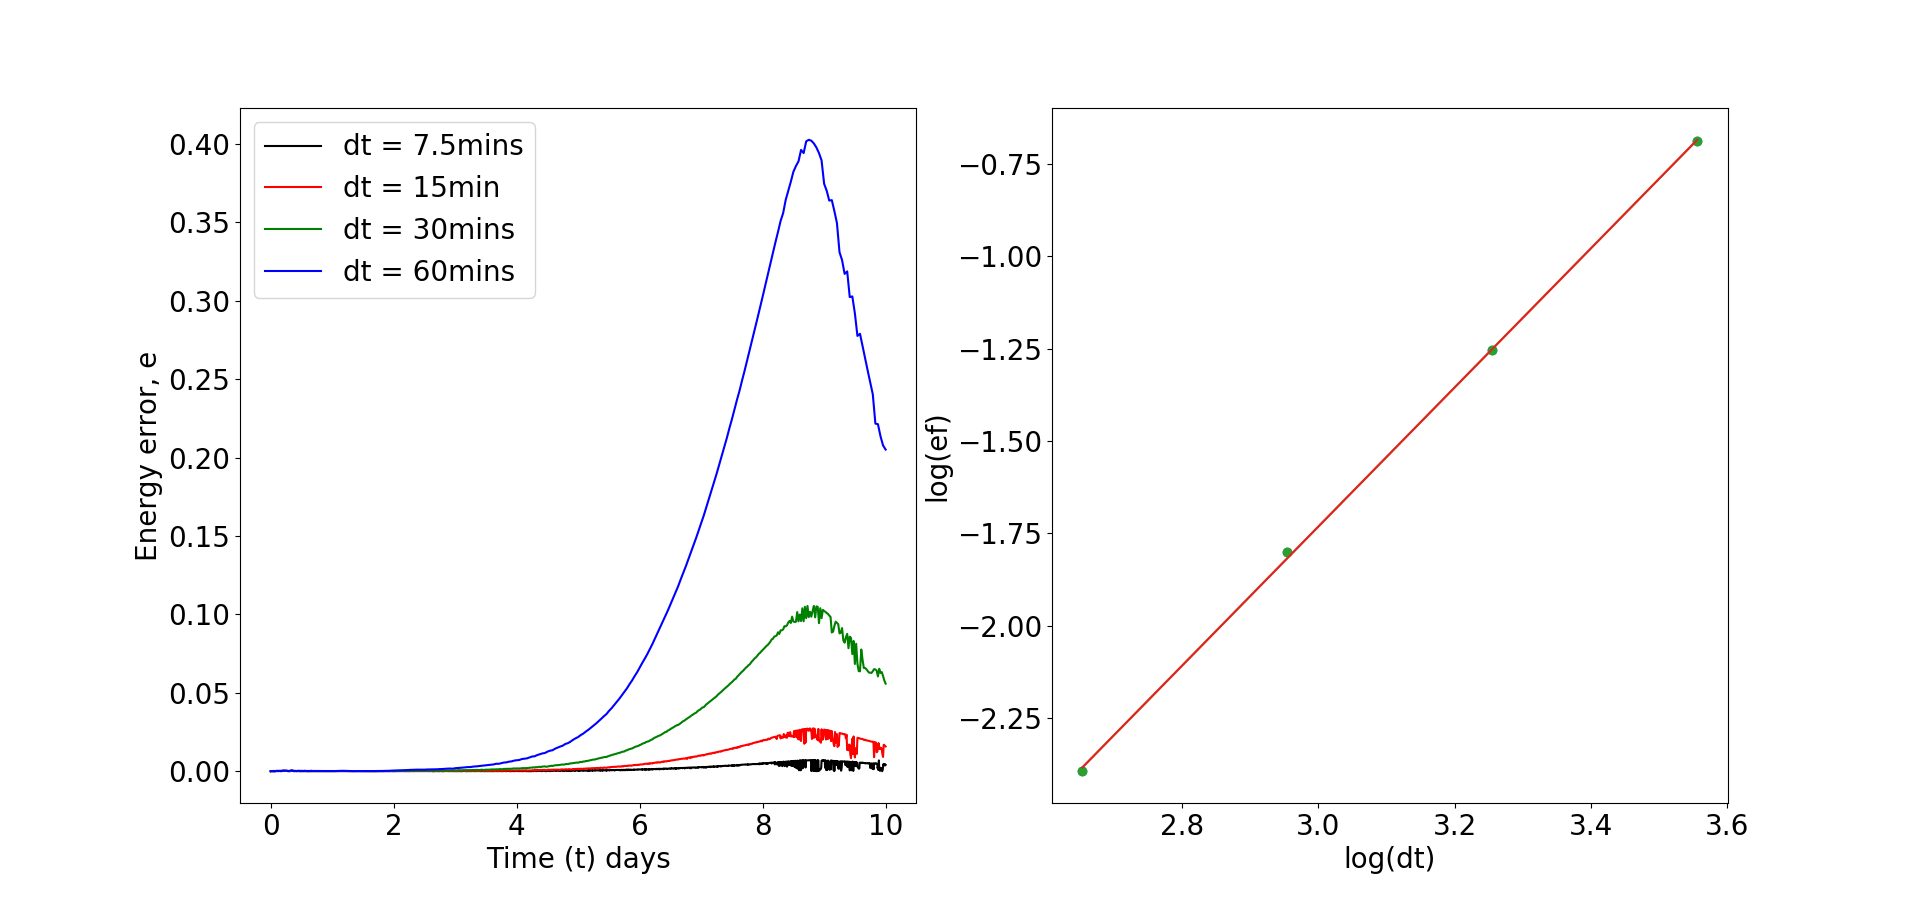 0.40
0.35
0.30
0.25
0.20
0.15
0.10
0.05
0.00
Energy error, e
dt = 7.5mins
dt = 15min
dt = 30mins
dt = 60mins
0 2 4 6 8 10
Time (t) days
−0.75
−1.00
−1.25
−1.50
−1.75
−2.00
−2.25
log(ef)
2.8 3.0 3.2 3.4 3.6
log(dt)